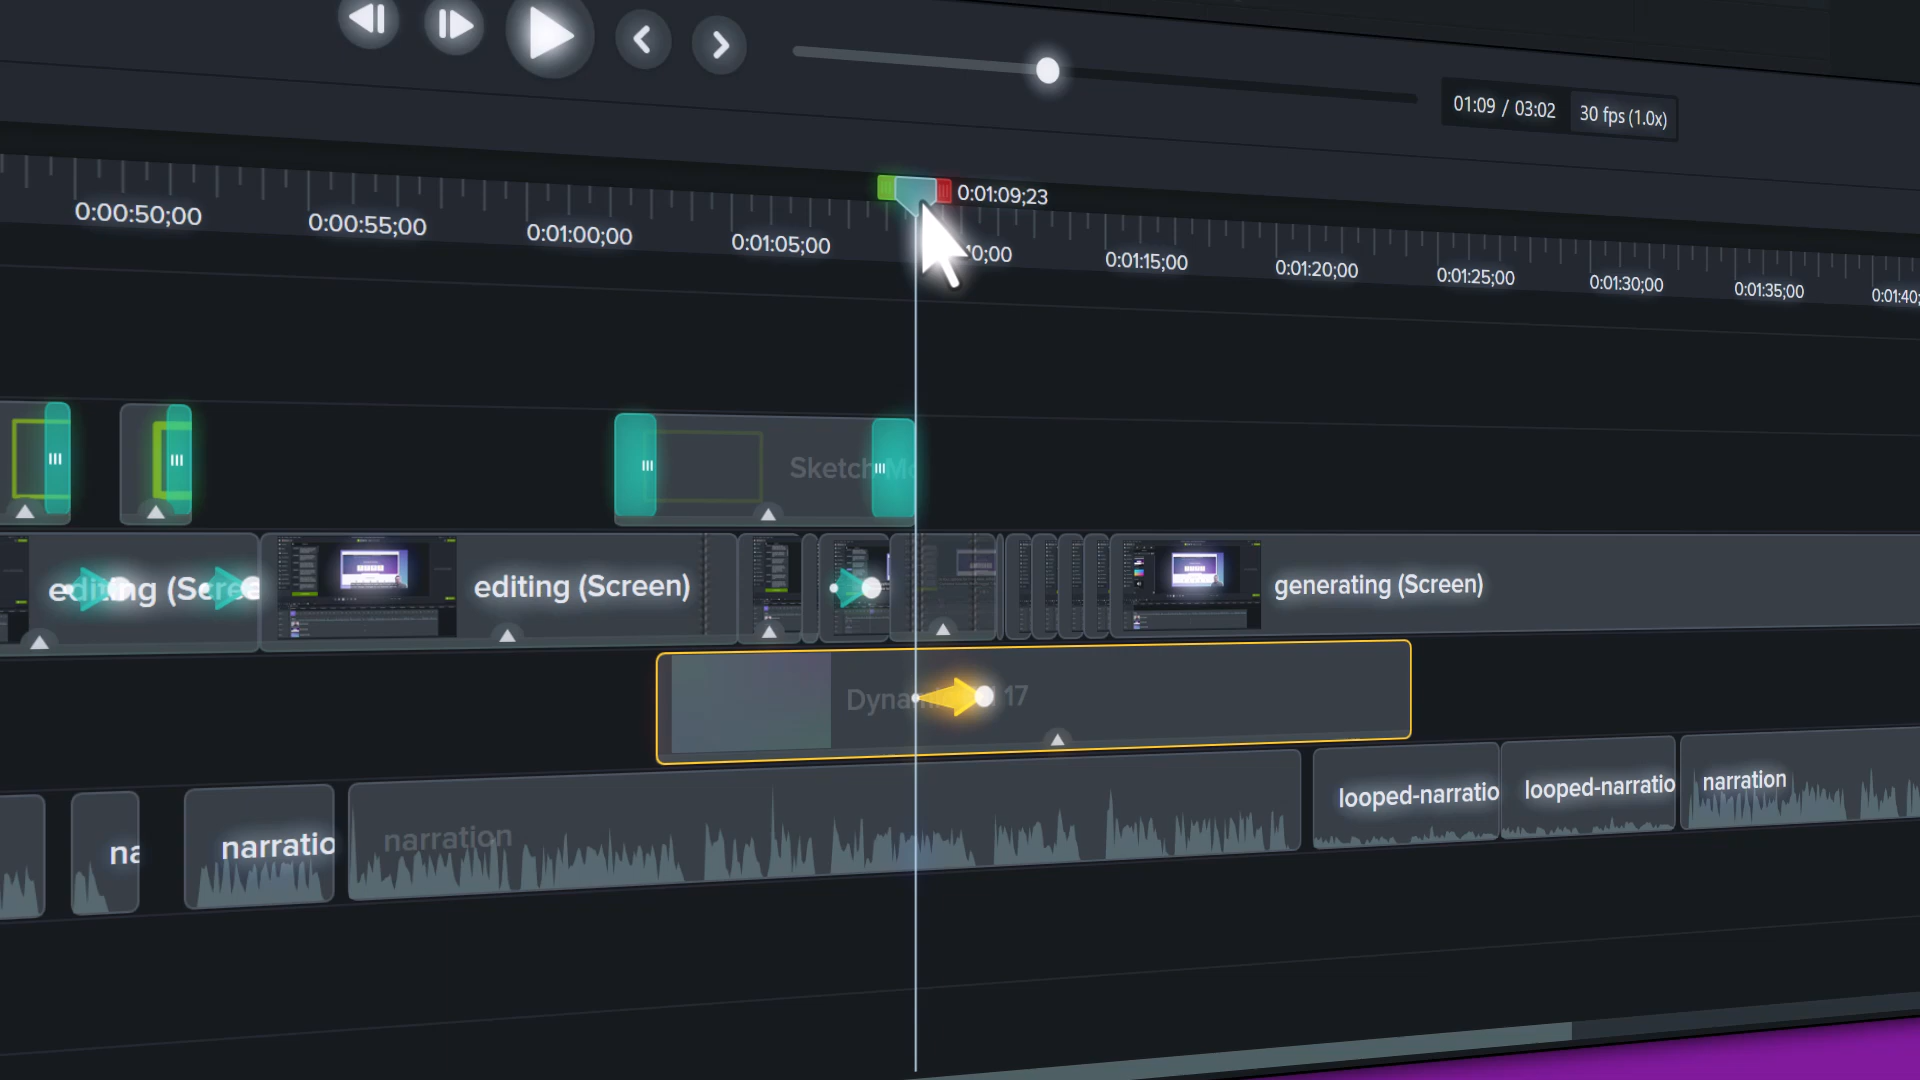 01:09 / 03:02 30 fps (1.0x)
0:01:09;23
0:00:50;00 0:00:55;00 0:01:00;00 0:01:05;00 10;00 0:01:15;00 0:01:20;00 0:01:25;00 0:01:30;00 0:01:35;00 0:01:40;
Sketch Mo
editing (Scree editing (Screen) generating (Screen)
17
na narratio narration looped-narratio looped-narratio narration